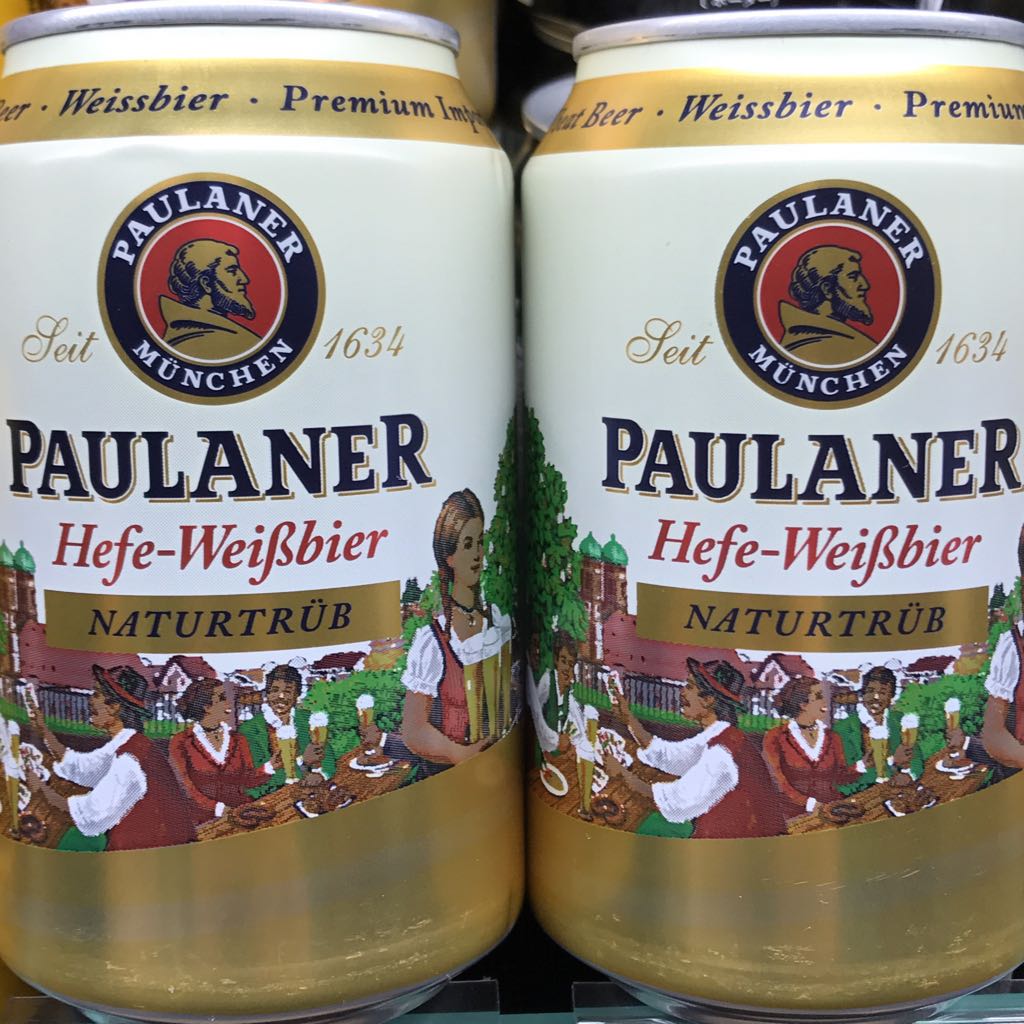 · Weissbier · Premium
PAULANER
MÜNCHEN
Seit 1634
PAULANER
Hefe-Weißbier
NATURTRÜB
Beer · Weissbier · Premium
PAULANER
MÜNCHEN
Seit 1634
PAULANER
Hefe-Weißbier
NATURTRÜB